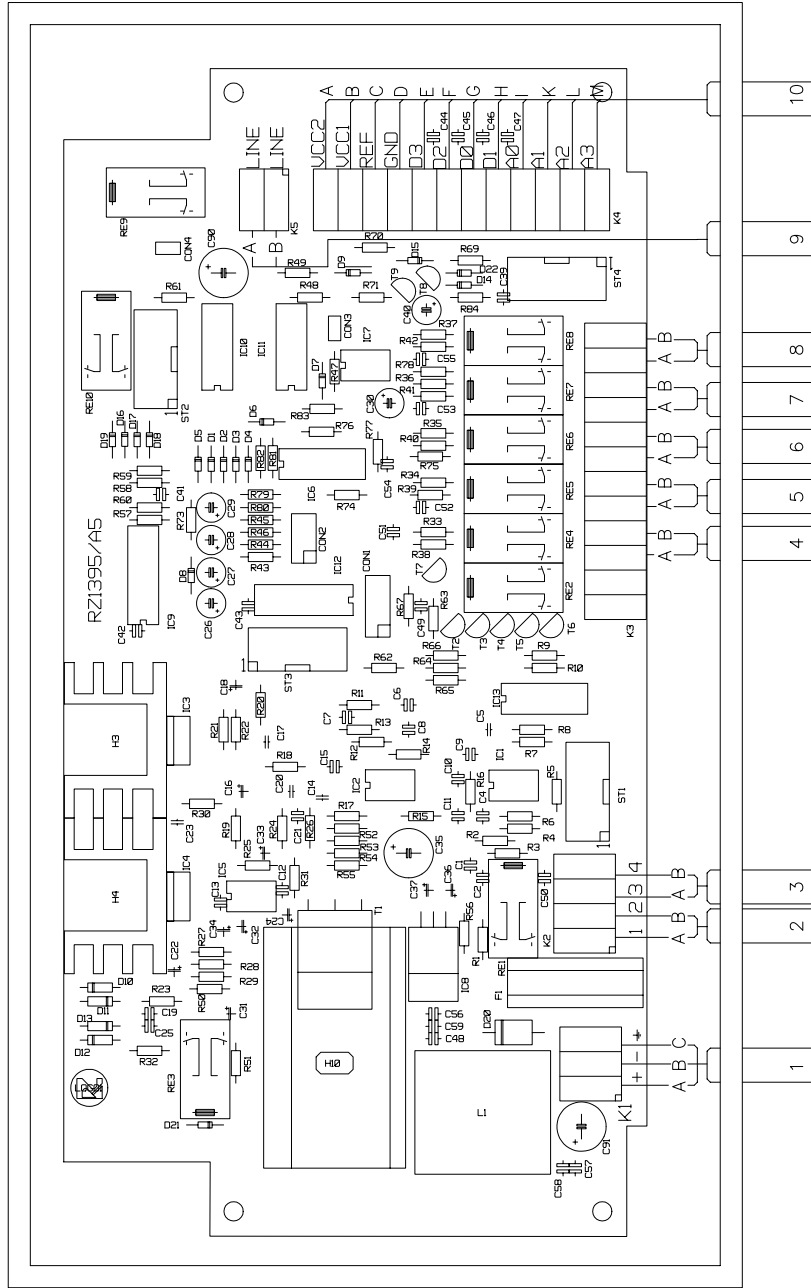 10
9
8
7
6
5
4
3
2
1
A
B
C
D
E
F
G
H
I
K
L
M
VCC2
VCC1
REF
GND
D3
D2
D0
D1
A0
A1
A2
A3
C44
C45
C46
C47
K4
LINE
LINE
K5
A
B
RE9
CON4
C90
R49
R70
D9
D15
R69
D22
D14
C39
ST4
T9
T8
R61
R48
R71
C40
R84
RE10
ST2
IC10
IC11
CON3
IC7
R37
R42
R78
C55
R36
R41
C53
RE8
RE7
RE6
RE5
RE4
RE2
D7
R47
C30
D6
R83
R76
R77
R35
R40
R75
D19
D16
D17
D18
D5
D1
D2
D3
D4
R82
R81
R59
R58
R60
R57
C41
R73
C29
C28
C27
C26
D8
R79
R80
R45
R46
R44
R43
IC6
R74
C54
CON2
C51
R34
R39
C52
R33
R38
T7
RZ1395/A5
IC9
C42
C43
IC12
CON1
R67
C49
R63
ST3
R62
R66
R64
R65
T2
T3
T4
T5
T6
R9
R10
K3
A
B
A
B
A
B
A
B
A
B
H3
IC3
C18
R20
R21
R22
C17
R11
C7
C6
R13
C8
R12
R14
IC13
C5
R8
R7
R18
C15
C9
IC1
C10
R16
R5
ST1
C16
C20
C14
IC2
R30
C23
R19
R24
C21
R26
R17
R52
R53
R54
R55
R15
C11
C4
R6
R4
R2
R3
C35
C33
R25
H4
IC4
IC5
C13
C12
R31
C1
C2
RE1
C50
K2
1
2
3
4
A
B
A
B
C34
C32
C24
T1
C37
C36
R56
R1
IC8
F1
C22
R27
R28
R29
R50
D10
D11
D13
D12
R23
C19
C25
R32
C31
RE3
R51
D21
H10
C56
C59
C48
D20
L1
K1
+
-
A
B
C
C91
C58
C57